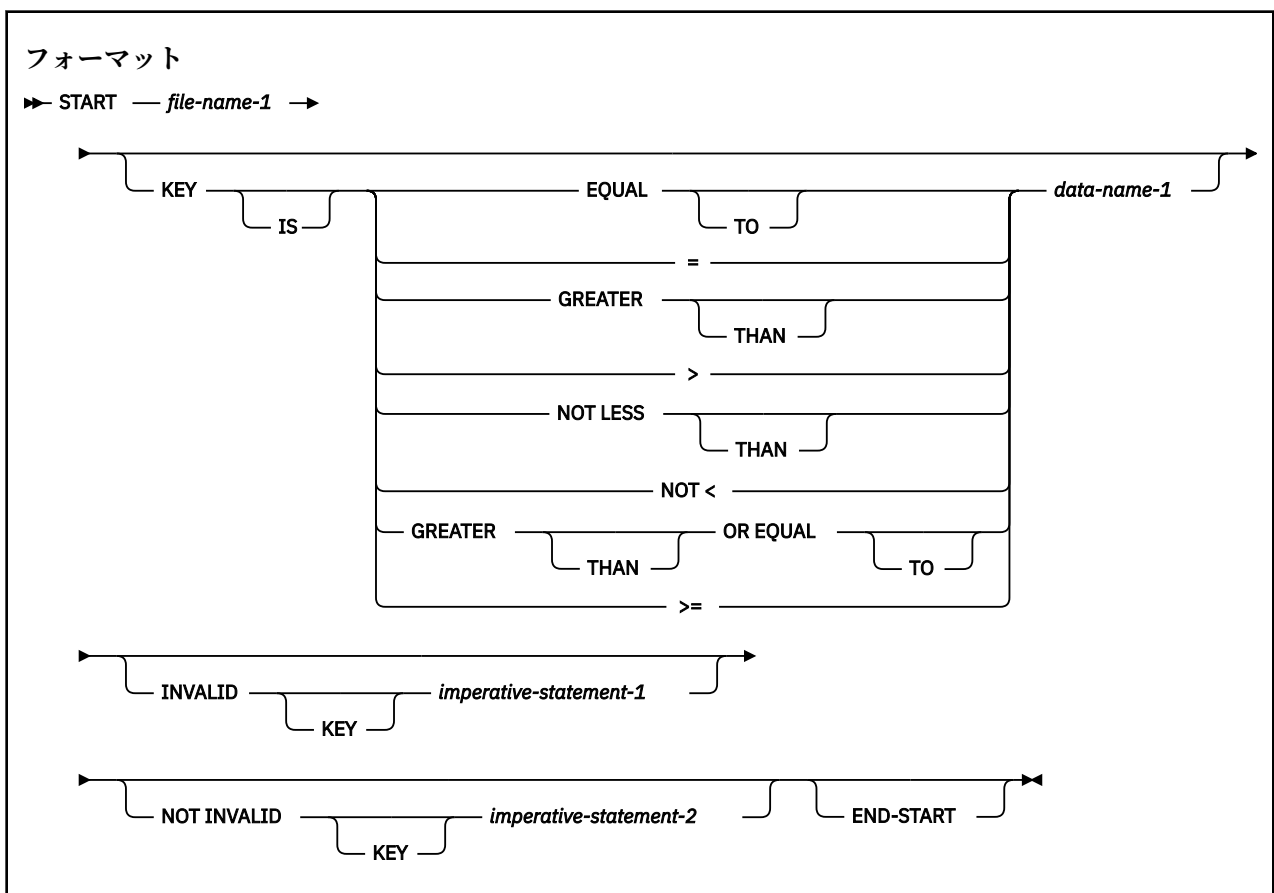 フォーマット
START file-name-1
KEY IS EQUAL TO data-name-1
=
GREATER THAN
>
NOT LESS THAN
NOT <
GREATER THAN OR EQUAL TO
>=
INVALID KEY imperative-statement-1
NOT INVALID KEY imperative-statement-2 END-START